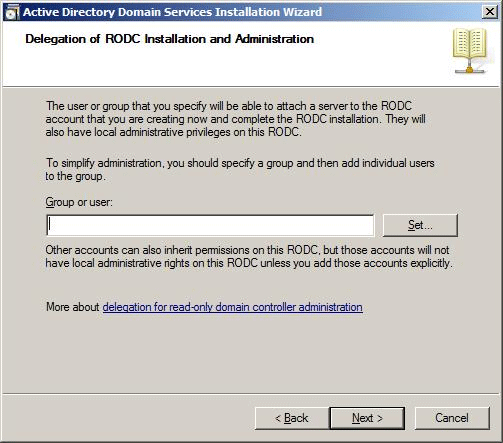 Active Directory Domain Services Installation Wizard
Delegation of RODC Installation and Administration
The user or group that you specify will be able to attach a server to the RODC
account that you are creating now and complete the RODC installation. They will
also have local administrative privileges on this RODC.
To simplify administration, you should specify a group and then add individual users
to the group.
Group or user:
Set...
Other accounts can also inherit permissions on this RODC, but those accounts will not
have local administrative rights on this RODC unless you add those accounts explicitly.
More about delegation for read-only domain controller administration
< Back
Next >
Cancel